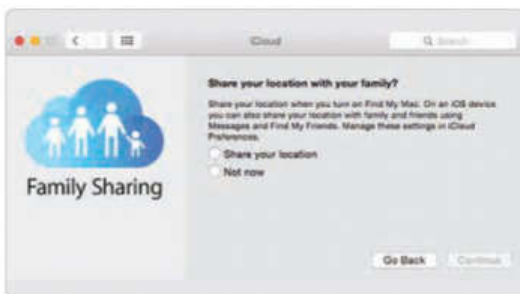 iCloud
Search
Share your location with your family?
Share your location when you turn on Find My Mac. On an iOS device
you can also share your location with family and friends using
Messages and Find My Friends. Manage these settings in iCloud
Preferences.
Share your location
Not now
Family Sharing
Go Back
Continue